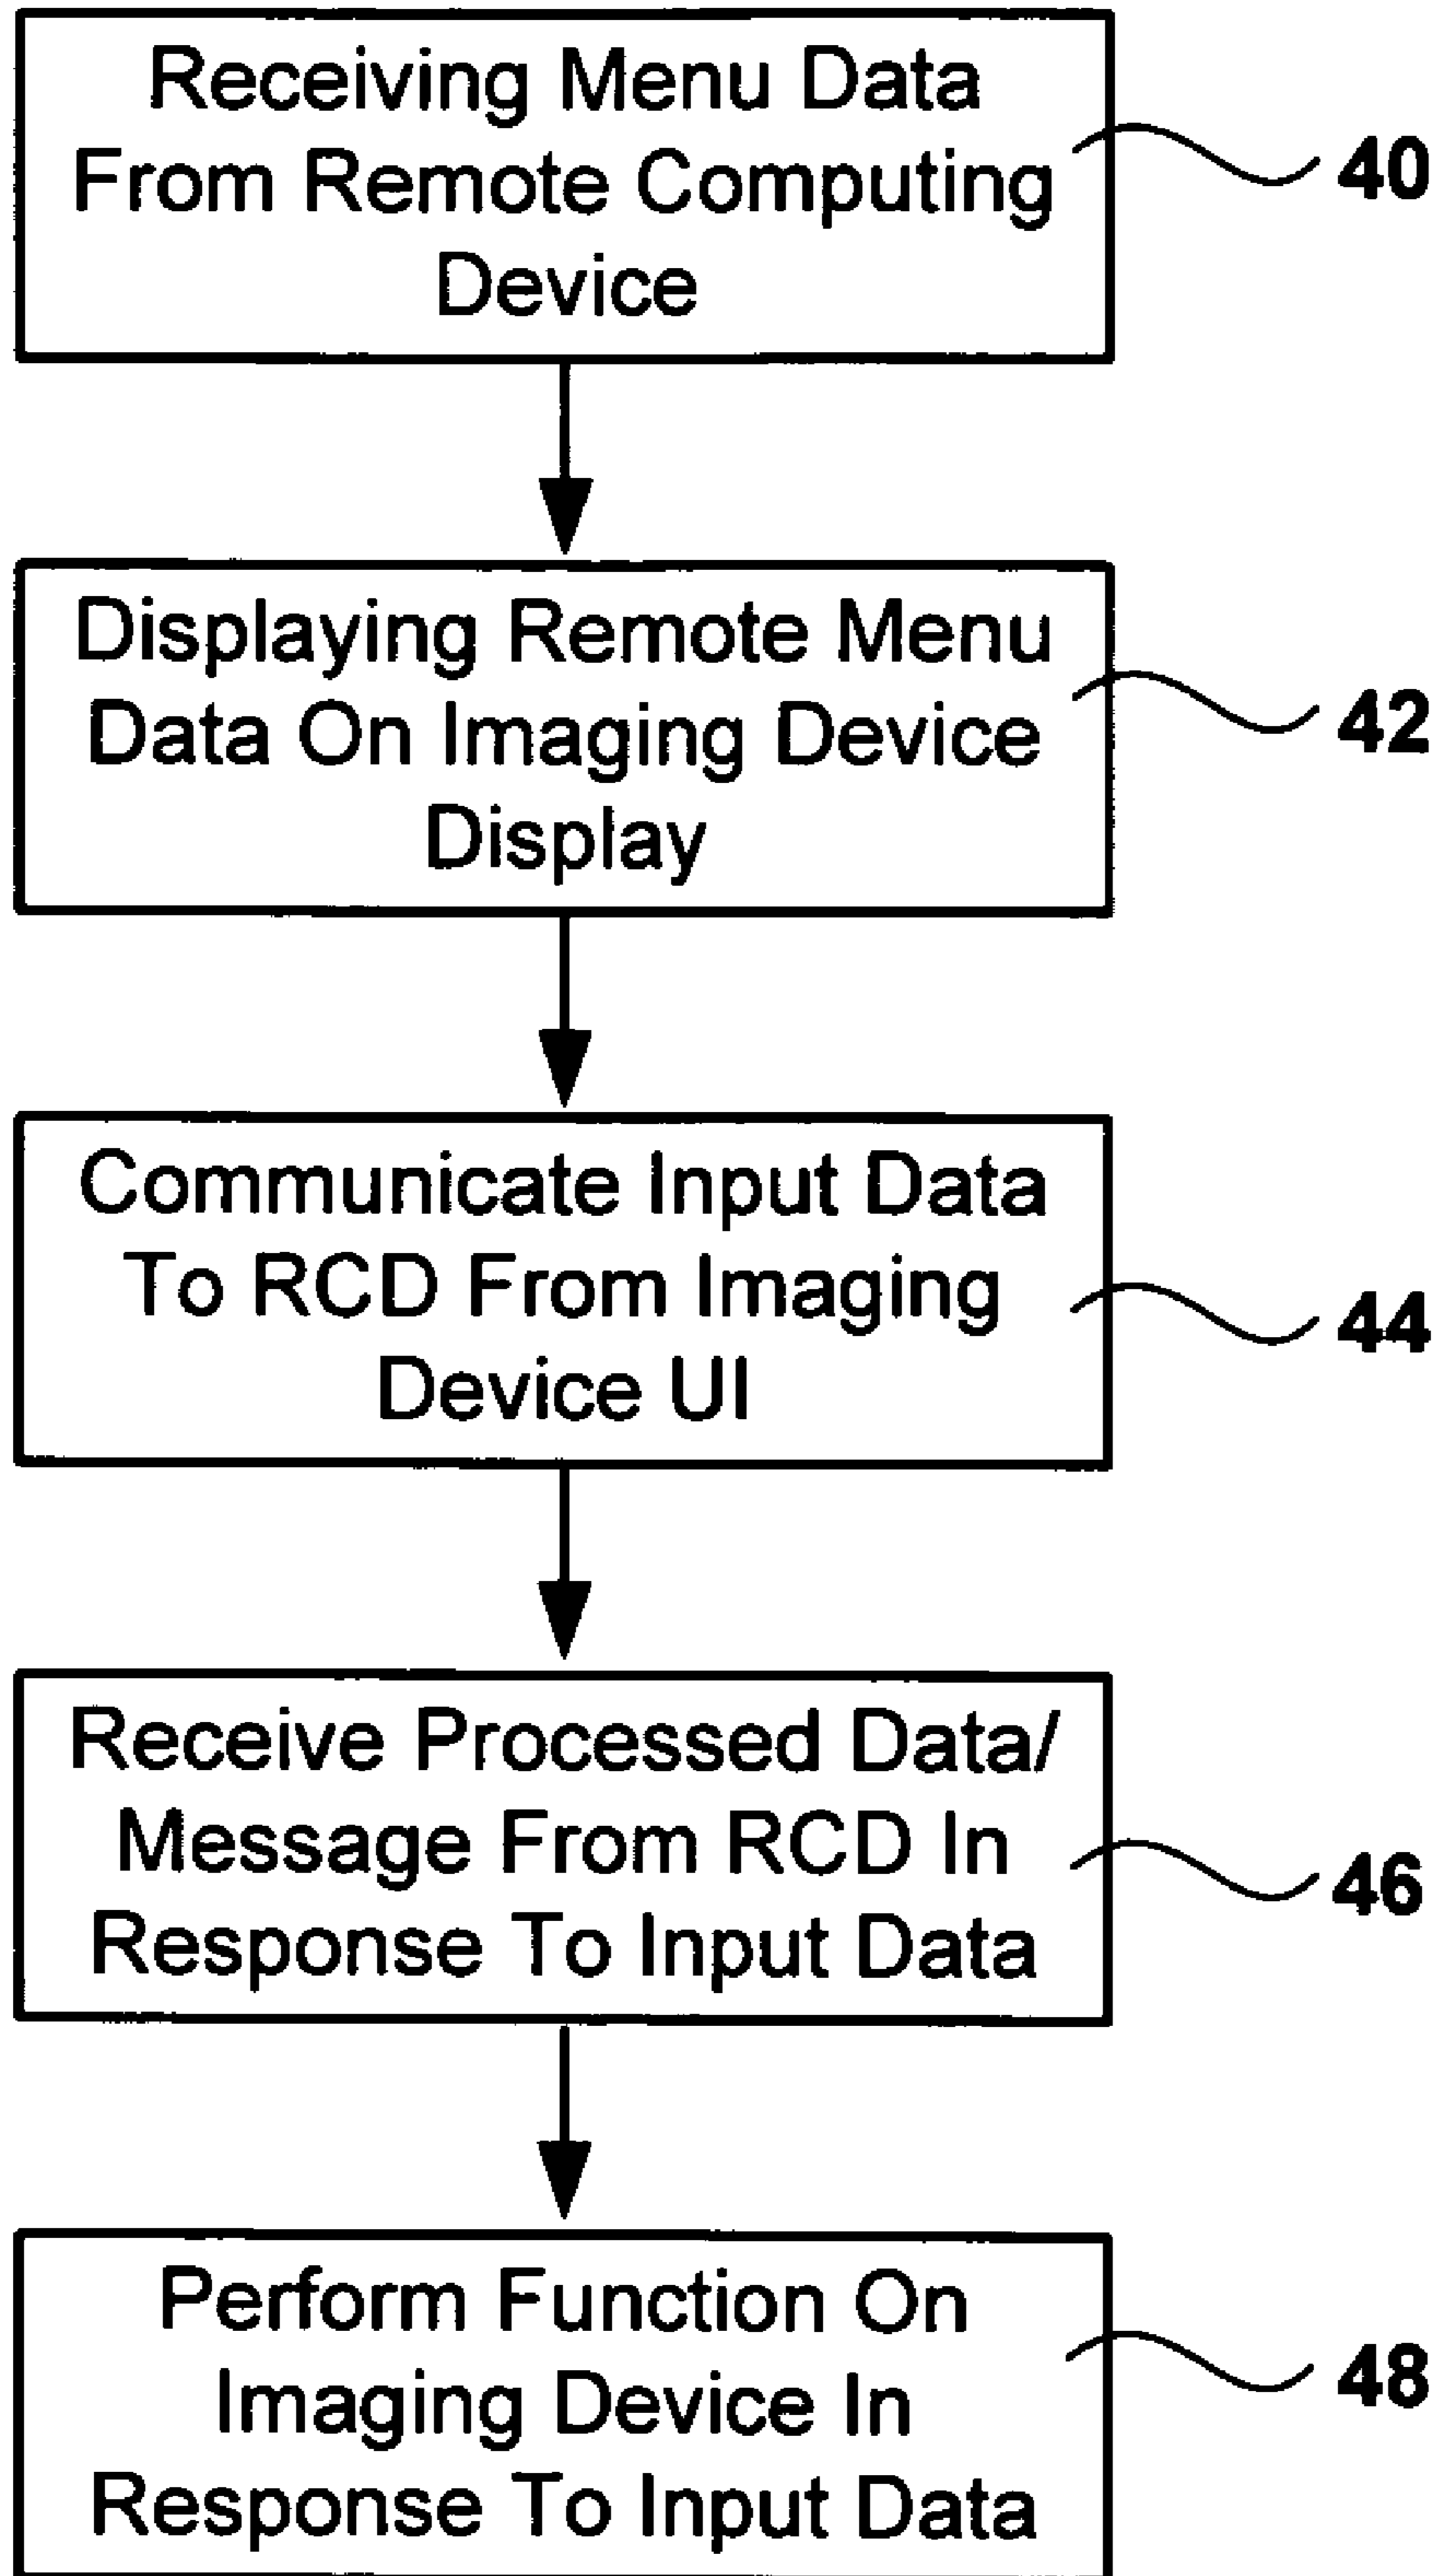 Receiving Menu Data
From Remote Computing
Device
40
Displaying Remote Menu
Data On Imaging Device
Display
42
Communicate Input Data
To RCD From Imaging
Device UI
44
Receive Processed Data/
Message From RCD In
Response To Input Data
46
Perform Function On
Imaging Device In
Response To Input Data
48